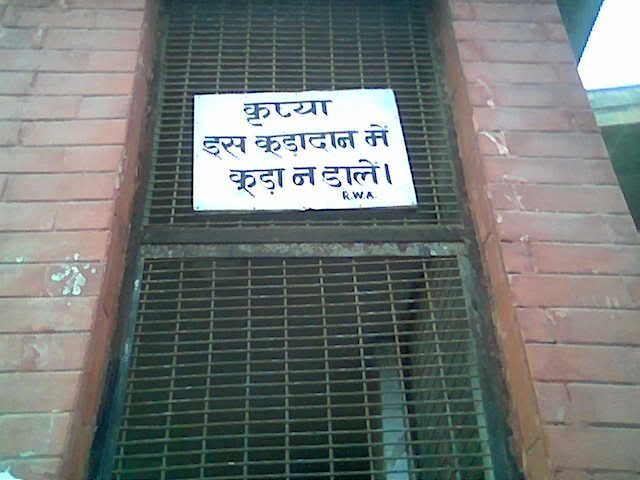 कृप्या
इस कूड़ादान में
कूड़ा न डालें।
R.W.A.